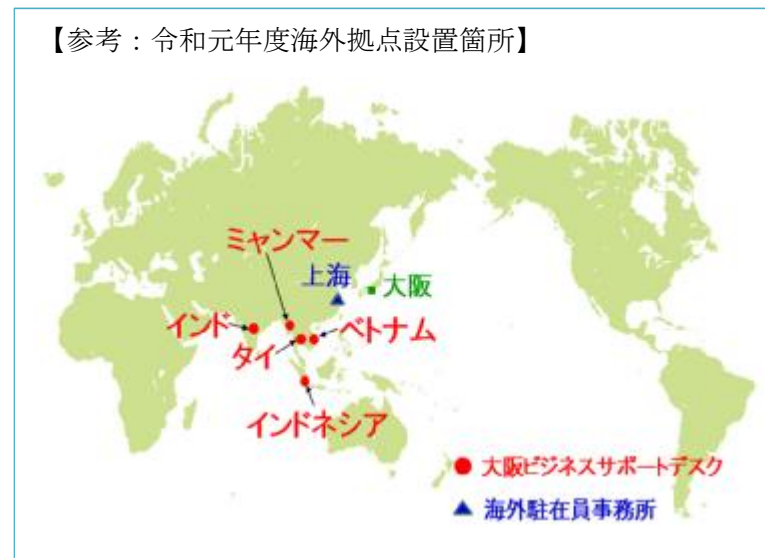 【参考：令和元年度海外拠点設置箇所】
ミャンマー
上海
大阪
インド
ベトナム
タイ
インドネシア
● 大阪ビジネスサポートデスク
▲ 海外駐在員事務所